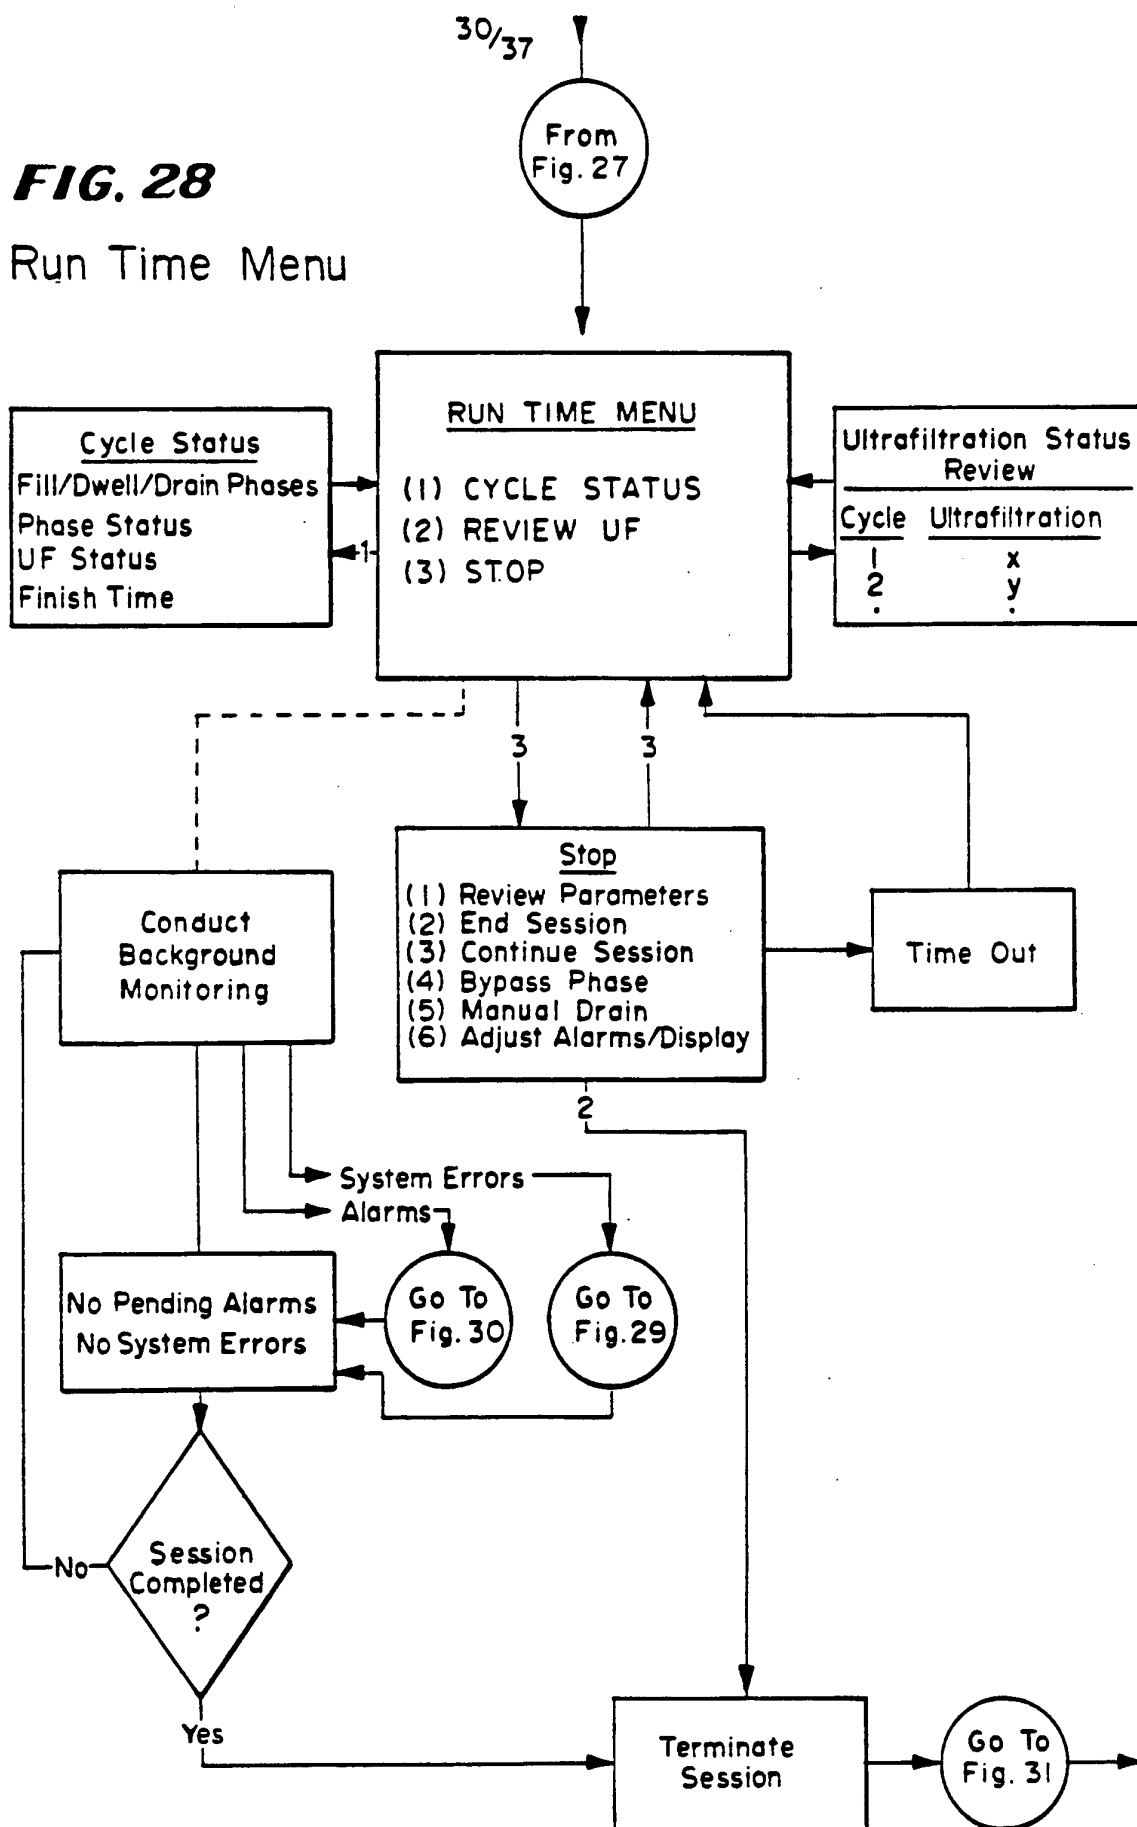 30/37
From
Fig. 27
FIG. 28
Run Time Menu
RUN TIME MENU
(1) CYCLE STATUS
(2) REVIEW UF
(3) STOP
Cycle Status
Fill/Dwell/Drain Phases
Phase Status
UF Status
Finish Time
1
Ultrafiltration Status
Review
Cycle Ultrafiltration
1 x
2 y
. .
3
3
Stop
(1) Review Parameters
(2) End Session
(3) Continue Session
(4) Bypass Phase
(5) Manual Drain
(6) Adjust Alarms/Display
Time Out
Conduct
Background
Monitoring
2
System Errors
Alarms
No Pending Alarms
No System Errors
Go To
Fig. 30
Go To
Fig. 29
Session
Completed
?
No
Yes
Terminate
Session
Go To
Fig. 31